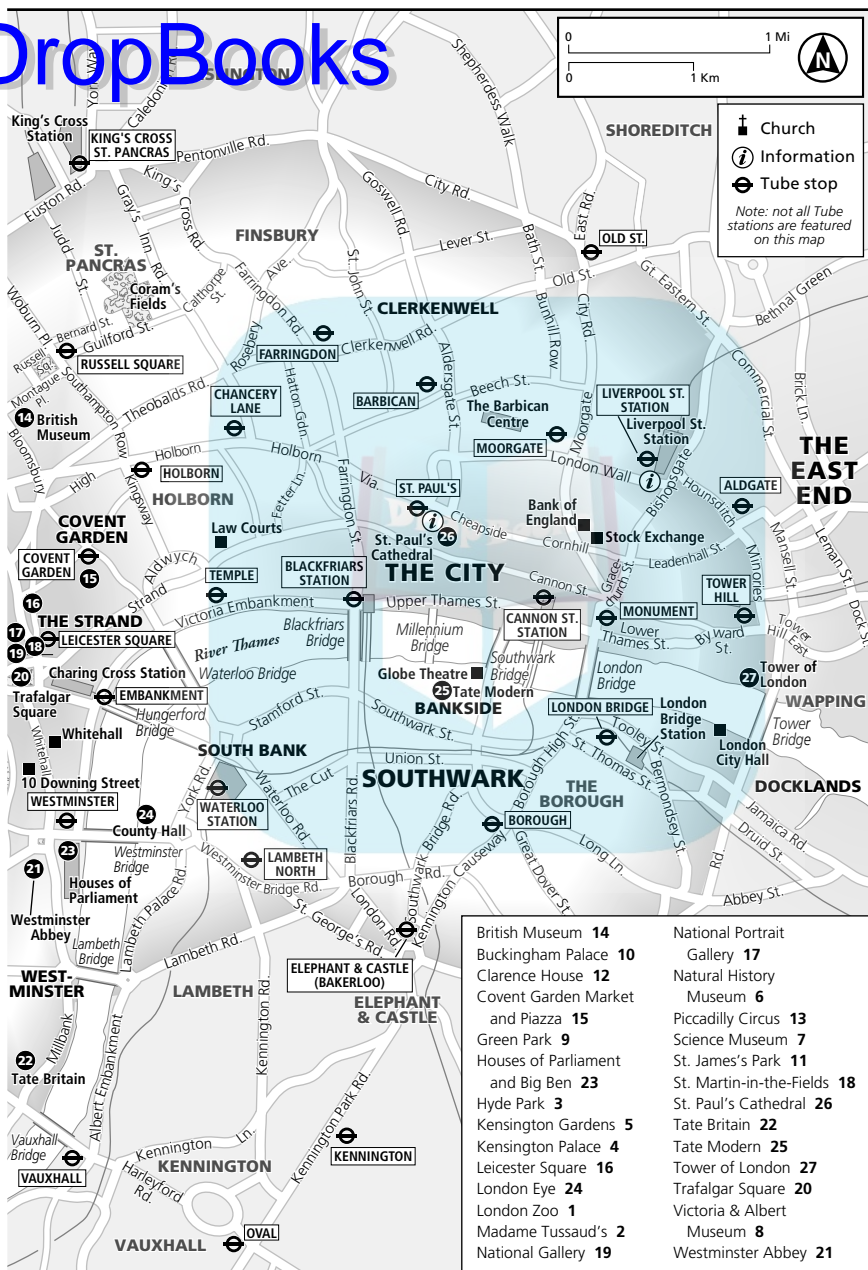 DropBooks
ISLINGTON
York Way
Caledonian Rd.
Shepherdess Walk
0 1 Mi
0 1 Km
N
Church
Information
Tube stop
Note: not all Tube
stations are featured
on this map
SHOREDITCH
King's Cross
Station
KING'S CROSS
ST. PANCRAS
Pentonville Rd.
Euston Rd.
King's Cross Rd.
Gray's Inn Rd.
Judd St.
Goswell Rd.
City Rd.
East Rd.
OLD ST.
FINSBURY
Lever St.
Bath St.
Old St.
Gt. Eastern St.
Bethnal Green
ST.
PANCRAS
Coram's
Fields
Calthorpe
St.
Farringdon Rd.
Rosebery Ave.
St. John St.
Woburn Pl.
Bernard St.
Guilford St.
Russell
Sq.
RUSSELL SQUARE
Montague
Pl.
Southampton Row
CLERKENWELL
Clerkenwell Rd.
FARRINGDON
Bunhill Row
City Rd.
Commercial St.
Brick Ln.
Theobalds Rd.
CHANCERY
LANE
Hatton Gdn.
BARBICAN
Aldersgate St.
Beech St.
The Barbican
Centre
MOORGATE
Moorgate
LIVERPOOL ST.
STATION
Liverpool St.
Station
14 British
Museum
Bloomsbury
High
Holborn
HOLBORN
HOLBORN
Kingsway
Holborn
Via.
Fetter Ln.
Farringdon St.
London Wall
Bishopsgate
Hounsditch
ALDGATE
THE
EAST
END
ST. PAUL'S
26
St. Paul's
Cathedral
Cheapside
Bank of
England
Stock Exchange
Cornhill
Leadenhall St.
Minories
Mansell St.
Leman St.
Dock St.
COVENT
GARDEN
COVENT
GARDEN
15
Law Courts
Aldwych
Strand
TEMPLE
BLACKFRIARS
STATION
THE CITY
Cannon St.
Grace-
church St.
TOWER
HILL
16
THE STRAND
17
18
LEICESTER SQUARE
19
20
Victoria Embankment
Upper Thames St.
CANNON ST.
STATION
MONUMENT
Lower
Thames St.
Byward
St.
Tower
Hill East
River Thames
Blackfriars
Bridge
Millennium
Bridge
Southwark
Bridge
London
Bridge
Waterloo Bridge
Globe Theatre
25 Tate Modern
BANKSIDE
27 Tower of
London
WAPPING
Charing Cross Station
EMBANKMENT
Trafalgar
Square
Hungerford
Bridge
Stamford St.
Southwark St.
LONDON BRIDGE
London
Bridge
Station
London
City Hall
Tower
Bridge
Whitehall
Whitehall
10 Downing Street
WESTMINSTER
SOUTH BANK
York Rd.
The Cut
Union St.
SOUTHWARK
Borough High St.
Tooley St.
St. Thomas St.
Bermondsey St.
THE
BOROUGH
DOCKLANDS
Jamaica Rd.
Druid St.
24
County Hall
WATERLOO
STATION
Waterloo Rd.
Blackfriars Rd.
Southwark Bridge Rd.
BOROUGH
Long Ln.
Rd.
Abbey St.
23
Westminster
Bridge
21
Houses of
Parliament
Westminster
Abbey
LAMBETH
NORTH
Westminster Bridge Rd.
Borough Rd.
London Rd.
St. George's Rd.
Kennington Causeway
Great Dover St.
Lambeth Palace Rd.
Lambeth
Bridge
Lambeth Rd.
ELEPHANT & CASTLE
(BAKERLOO)
ELEPHANT
& CASTLE
WEST-
MINSTER
LAMBETH
Kennington Rd.
Millbank
22
Tate Britain
Albert Embankment
Kennington Park Rd.
Vauxhall
Bridge
VAUXHALL
Kennington Ln.
KENNINGTON
KENNINGTON
Harleyford
Rd.
OVAL
VAUXHALL
British Museum 14
Buckingham Palace 10
Clarence House 12
Covent Garden Market
and Piazza 15
Green Park 9
Houses of Parliament
and Big Ben 23
Hyde Park 3
Kensington Gardens 5
Kensington Palace 4
Leicester Square 16
London Eye 24
London Zoo 1
Madame Tussaud's 2
National Gallery 19
National Portrait
Gallery 17
Natural History
Museum 6
Piccadilly Circus 13
Science Museum 7
St. James's Park 11
St. Martin-in-the-Fields 18
St. Paul's Cathedral 26
Tate Britain 22
Tate Modern 25
Tower of London 27
Trafalgar Square 20
Victoria & Albert
Museum 8
Westminster Abbey 21